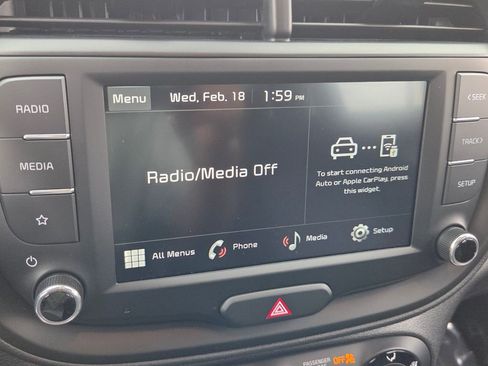 Menu Wed, Feb. 18 1:59 PM
RADIO
< SEEK
Radio/Media Off
To start connecting Android
Auto or Apple CarPlay, press
this widget.
MEDIA
TRACK >
SETUP
All Menus Phone Media Setup
PASSENGER
OFF